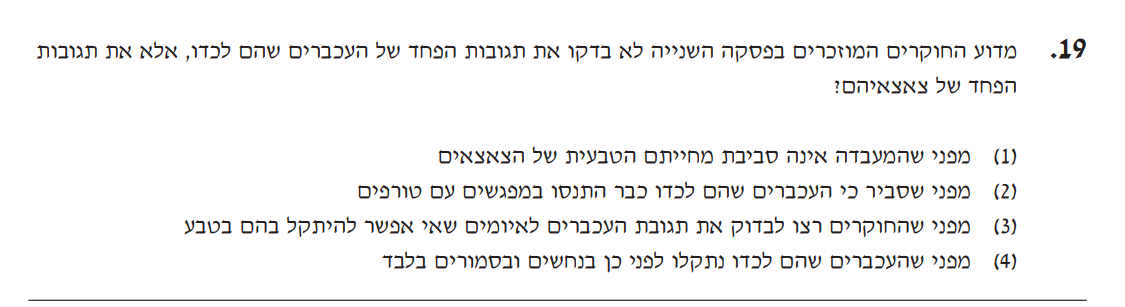 19. מדוע החוקרים המוזכרים בפסקה השנייה לא בדקו את תגובות הפחד של העכברים שהם לכדו, אלא את תגובות
הפחד של צאצאיהם?
(1) מפני שהמעבדה אינה סביבת מחייתם הטבעית של הצאצאים
(2) מפני שסביר כי העכברים שהם לכדו כבר התנסו במפגשים עם טורפים
(3) מפני שהחוקרים רצו לבדוק את תגובת העכברים לאיומים שאי אפשר להיתקל בהם בטבע
(4) מפני שהעכברים שהם לכדו נתקלו לפני כן בנחשים ובסמורים בלבד